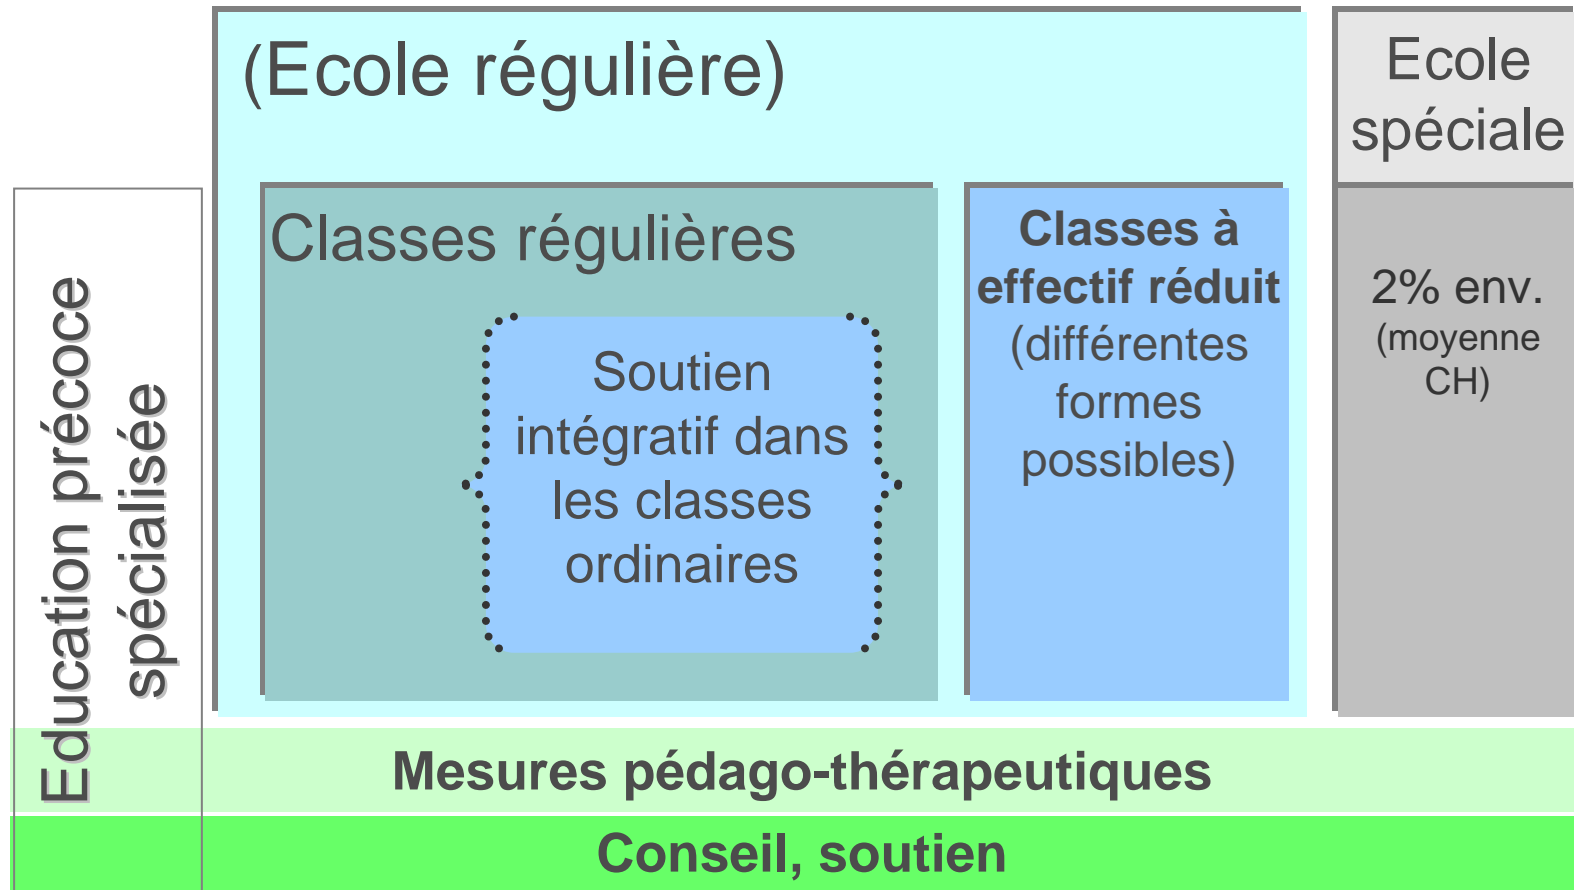 (Ecole régulière)
Ecole
spéciale
Education précoce
spécialisée
Classes régulières
Soutien
intégratif dans
les classes
ordinaires
Classes à
effectif réduit
(différentes
formes
possibles)
2% env.
(moyenne
CH)
Mesures pédago-thérapeutiques
Conseil, soutien